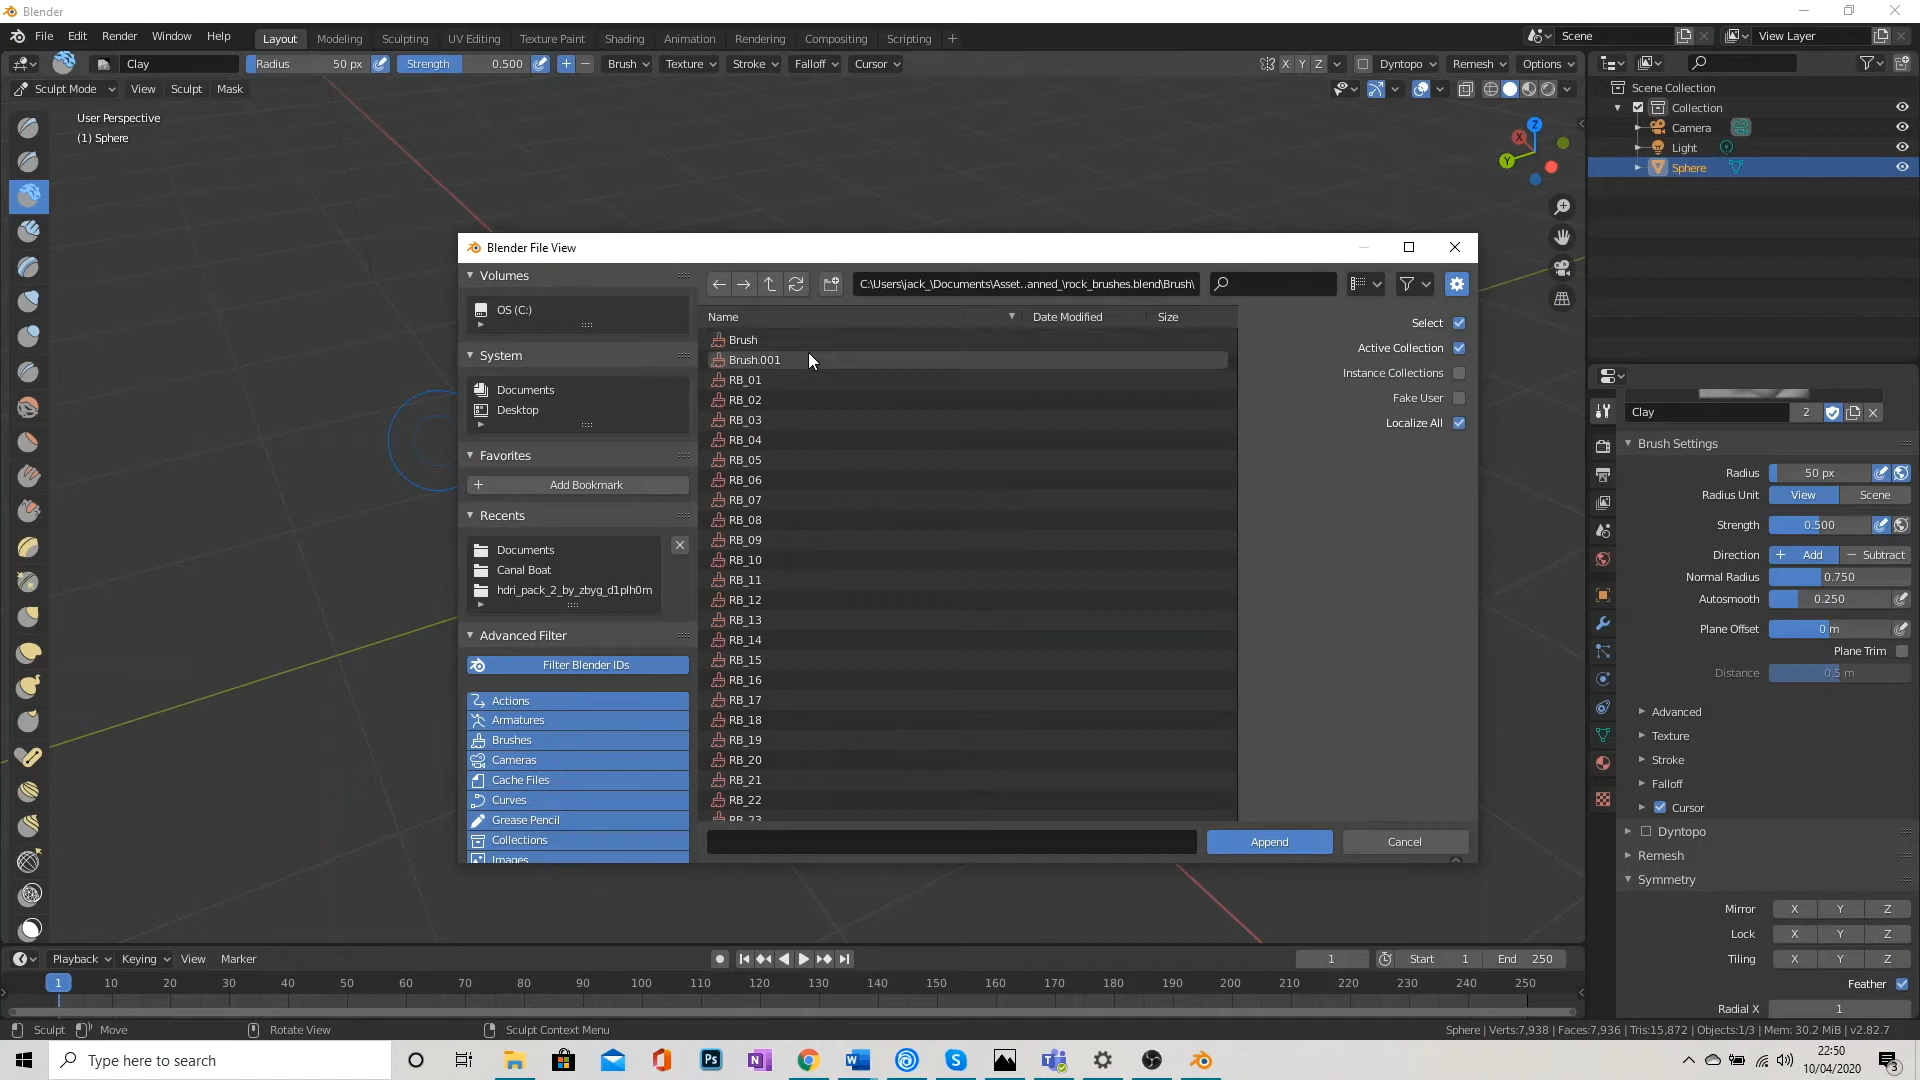 Blender
File Edit Render Window Help Layout Modeling Sculpting UV Editing Texture Paint Shading Animation Rendering Compositing Scripting + Scene View Layer
Clay Radius 50 px Strength 0.500 + − Brush Texture Stroke Falloff Cursor X Y Z Dyntopo Remesh Options
Sculpt Mode View Sculpt Mask
User Perspective
(1) Sphere
Z
X
Y
Scene Collection
Collection
Camera
Light
Sphere
Blender File View
Volumes
OS (C:)
System
Documents
Desktop
Favorites
Add Bookmark
Recents
Documents
Canal Boat
hdri_pack_2_by_zbyg_d1plh0m
Advanced Filter
Filter Blender IDs
Actions
Armatures
Brushes
Cameras
Cache Files
Curves
Grease Pencil
Collections
Images
C:\Users\jack_\Documents\Asset..anned_\rock_brushes.blend\Brush\
Name Date Modified Size
Brush
Brush.001
RB_01
RB_02
RB_03
RB_04
RB_05
RB_06
RB_07
RB_08
RB_09
RB_10
RB_11
RB_12
RB_13
RB_14
RB_15
RB_16
RB_17
RB_18
RB_19
RB_20
RB_21
RB_22
RB_23
Select
Active Collection
Instance Collections
Fake User
Localize All
Append Cancel
Clay 2
Brush Settings
Radius 50 px
Radius Unit View Scene
Strength 0.500
Direction + Add − Subtract
Normal Radius 0.750
Autosmooth 0.250
Plane Offset 0 m
Plane Trim
Distance 0.5 m
Advanced
Texture
Stroke
Falloff
Cursor
Dyntopo
Remesh
Symmetry
Mirror X Y Z
Lock X Y Z
Tiling X Y Z
Feather
Radial X 1
Playback Keying View Marker 1 Start 1 End 250
1 10 20 30 40 50 60 70 80 90 100 110 120 130 140 150 160 170 180 190 200 210 220 230 240 250
Sculpt Move Rotate View Sculpt Context Menu Sphere | Verts:7,938 | Faces:7,936 | Tris:15,872 | Objects:1/3 | Mem: 30.2 MiB | v2.82.7
Type here to search
22:50
10/04/2020
3